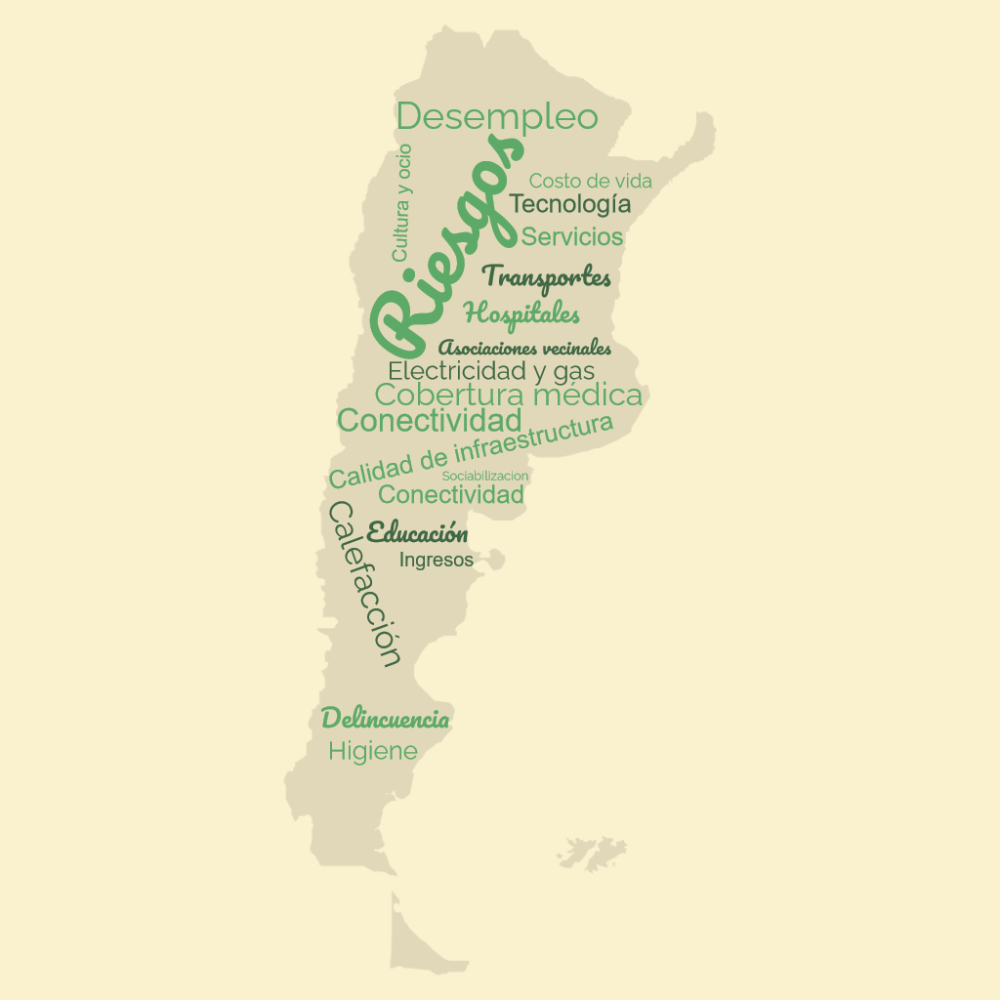 Desempleo
Cultura y ocio
Riesgos
Costo de vida
Tecnología
Servicios
Transportes
Hospitales
Asociaciones vecinales
Electricidad y gas
Cobertura médica
Conectividad
Calidad de infraestructura
Sociabilizacion
Conectividad
Calefacción
Educación
Ingresos
Delincuencia
Higiene